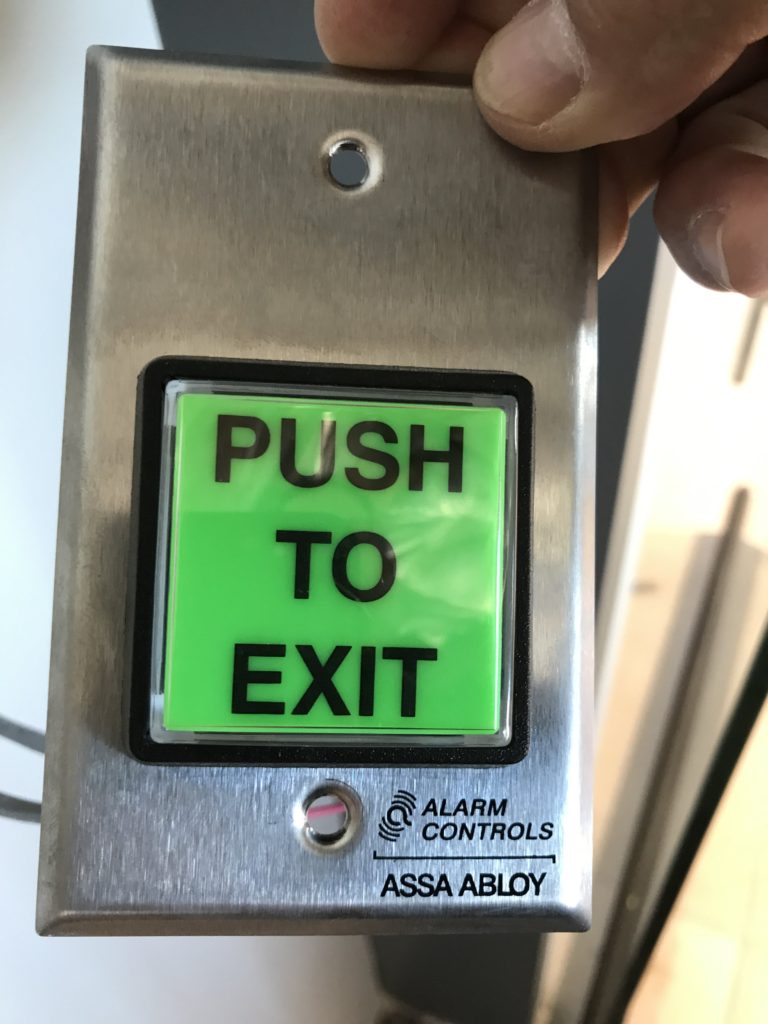 PUSH
TO
EXIT
ALARM
CONTROLS
ASSA ABLOY